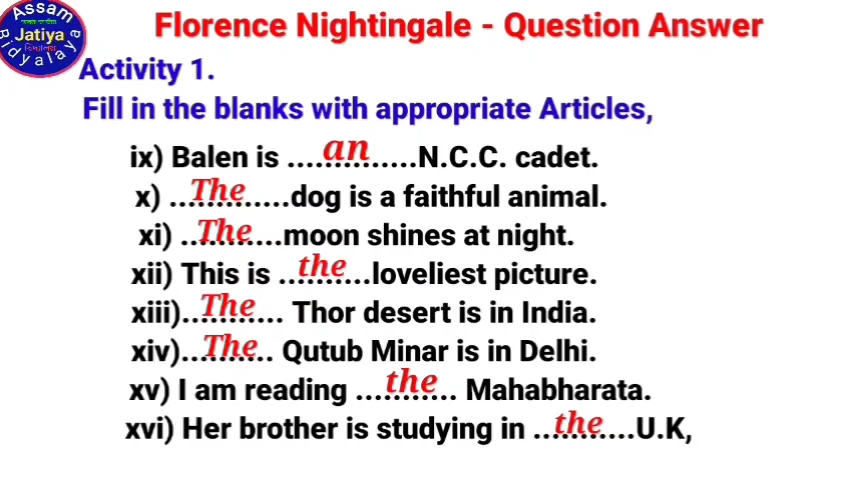 Assam
অসম জাতীয়
Jatiya
বিদ্যালয়
Bidyalaya
Florence Nightingale - Question Answer
Activity 1.
Fill in the blanks with appropriate Articles,
ix) Balen is ......an.......N.C.C. cadet.
x) ..The.....dog is a faithful animal.
xi) ..The....moon shines at night.
xii) This is ...the...loveliest picture.
xiii)..The.... Thor desert is in India.
xiv)...The.. Qutub Minar is in Delhi.
xv) I am reading ...the... Mahabharata.
xvi) Her brother is studying in ..the....U.K,